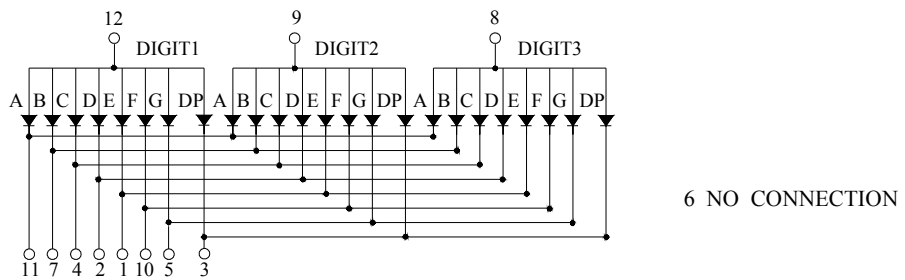 12 9 8
DIGIT1 DIGIT2 DIGIT3
A B C D E F G DP A B C D E F G DP A B C D E F G DP
6 NO CONNECTION
11 7 4 2 1 10 5 3